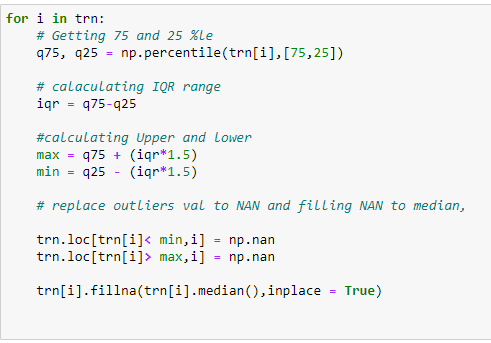 for i in trn:
    # Getting 75 and 25 %le
    q75, q25 = np.percentile(trn[i],[75,25])
    # calaculating IQR range
    iqr = q75-q25
    #calculating Upper and lower
    max = q75 + (iqr*1.5)
    min = q25 - (iqr*1.5)
    # replace outliers val to NAN and filling NAN to median,
    trn.loc[trn[i]< min,i] = np.nan
    trn.loc[trn[i]> max,i] = np.nan
    trn[i].fillna(trn[i].median(),inplace = True)